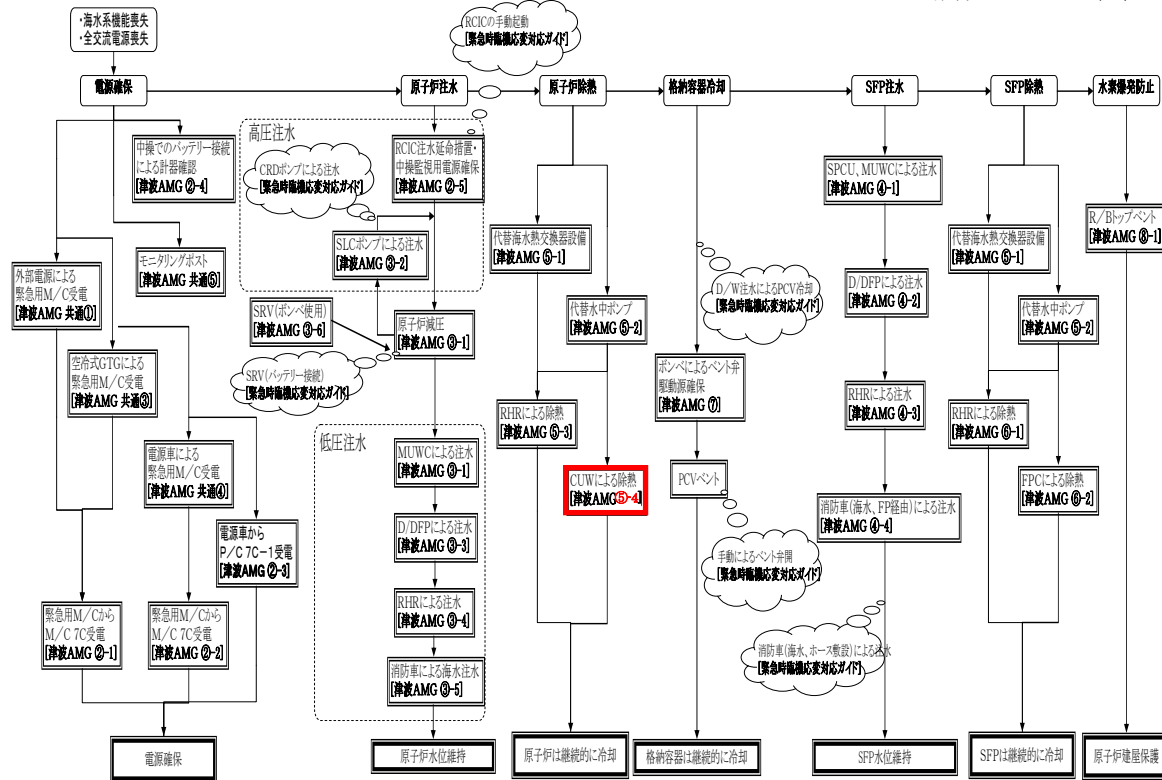 ・海水系機能喪失
・全交流電源喪失
RCICの手動起動
[緊急時臨機応変対応ガイド]
電源確保
原子炉注水
原子炉除熱
格納容器冷却
SFP注水
SFP除熱
水素爆発防止
中操でのバッテリー接続
による計器確認
[津波AMG ②-4]
モニタリングポスト
[津波AMG 共通⑤]
外部電源による
緊急用M/C受電
[津波AMG 共通①]
空冷式GTGによる
緊急用M/C受電
[津波AMG 共通③]
電源車による
緊急用M/C受電
[津波AMG 共通④]
電源車から
P/C 7C-1受電
[津波AMG ②-3]
緊急用M/Cから
M/C 7C受電
[津波AMG ②-1]
緊急用M/Cから
M/C 7C受電
[津波AMG ②-2]
電源確保
高圧注水
CRDポンプによる注水
[緊急時臨機応変対応ガイド]
RCIC注水延命措置・
中操監視用電源確保
[津波AMG ②-5]
SLCポンプによる注水
[津波AMG ③-2]
SRV(ボンベ使用)
[津波AMG ③-6]
原子炉減圧
[津波AMG ③-1]
SRV(バッテリー接続)
[緊急時臨機応変対応ガイド]
低圧注水
MUWCによる注水
[津波AMG ③-1]
D/DFPによる注水
[津波AMG ③-3]
RHRによる注水
[津波AMG ③-4]
消防車による海水注水
[津波AMG ③-5]
原子炉水位維持
代替海水熱交換器設備
[津波AMG ⑤-1]
代替水中ポンプ
[津波AMG ⑤-2]
RHRによる除熱
[津波AMG ⑤-3]
CUWによる除熱
[津波AMG⑤-4]
原子炉は継続的に冷却
D/W注水によるPCV冷却
[緊急時臨機応変対応ガイド]
ボンベによるベント弁
駆動源確保
[津波AMG ⑦]
PCVベント
手動によるベント弁開
[緊急時臨機応変対応ガイド]
格納容器は継続的に冷却
SPCU, MUWCによる注水
[津波AMG ④-1]
D/DFPによる注水
[津波AMG ④-2]
RHRによる注水
[津波AMG ④-3]
消防車(海水、FP経由)による注水
[津波AMG ④-4]
消防車(海水、ホース敷設)による注水
[緊急時臨機応変対応ガイド]
SFP水位維持
代替海水熱交換器設備
[津波AMG ⑤-1]
代替水中ポンプ
[津波AMG ⑤-2]
RHRによる除熱
[津波AMG ⑥-1]
FPCによる除熱
[津波AMG ⑥-2]
SFPは継続的に冷却
R/Bトップベント
[津波AMG ⑧-1]
原子炉建屋保護